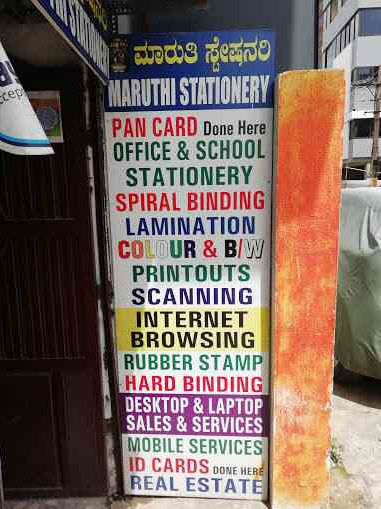 ಮಾರುತಿ ಸ್ಟೇಷನರಿ
MARUTHI STATIONERY
PAN CARD Done Here
OFFICE & SCHOOL
STATIONERY
SPIRAL BINDING
LAMINATION
COLOUR & B/W
PRINTOUTS
SCANNING
INTERNET
BROWSING
RUBBER STAMP
HARD BINDING
DESKTOP & LAPTOP
SALES & SERVICES
MOBILE SERVICES
ID CARDS DONE HERE
REAL ESTATE